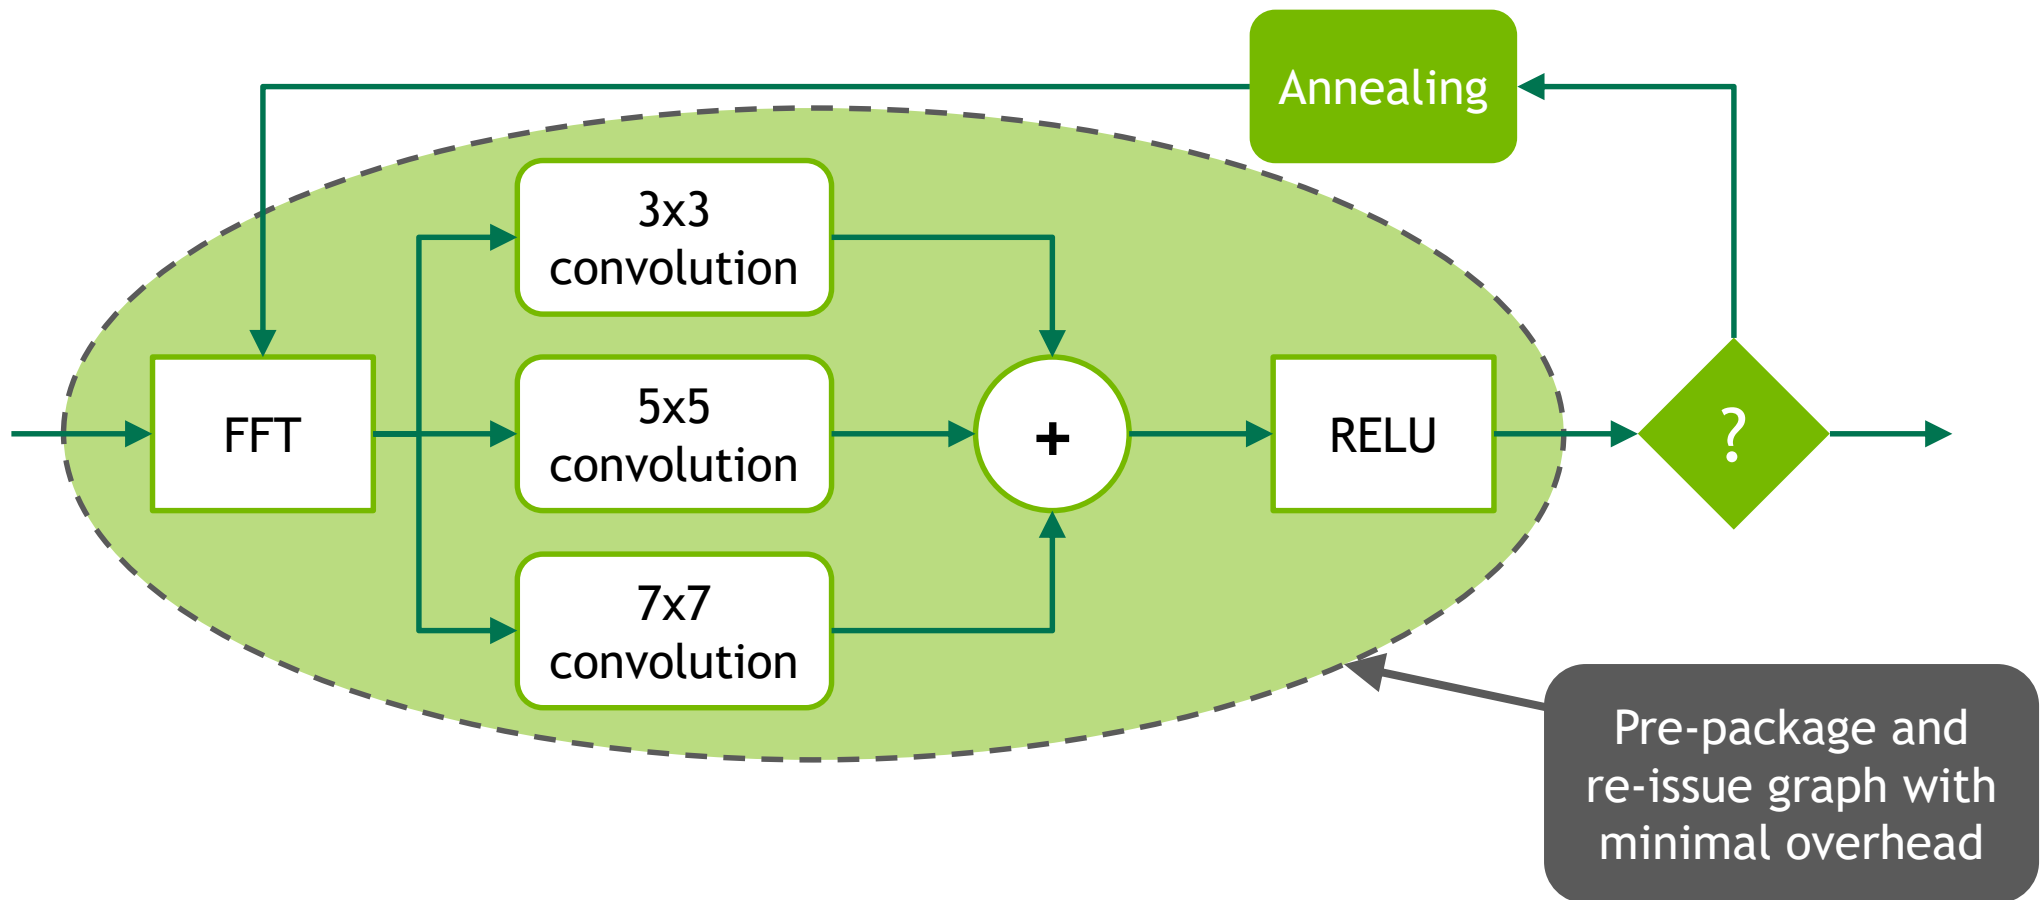 Annealing
3x3
convolution
FFT
5x5
convolution
+
RELU
?
7x7
convolution
Pre-package and
re-issue graph with
minimal overhead